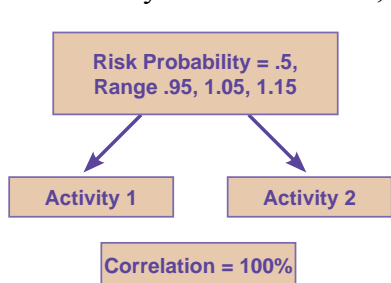 Risk Probability = .5,
Range .95, 1.05, 1.15
Activity 1
Activity 2
Correlation = 100%